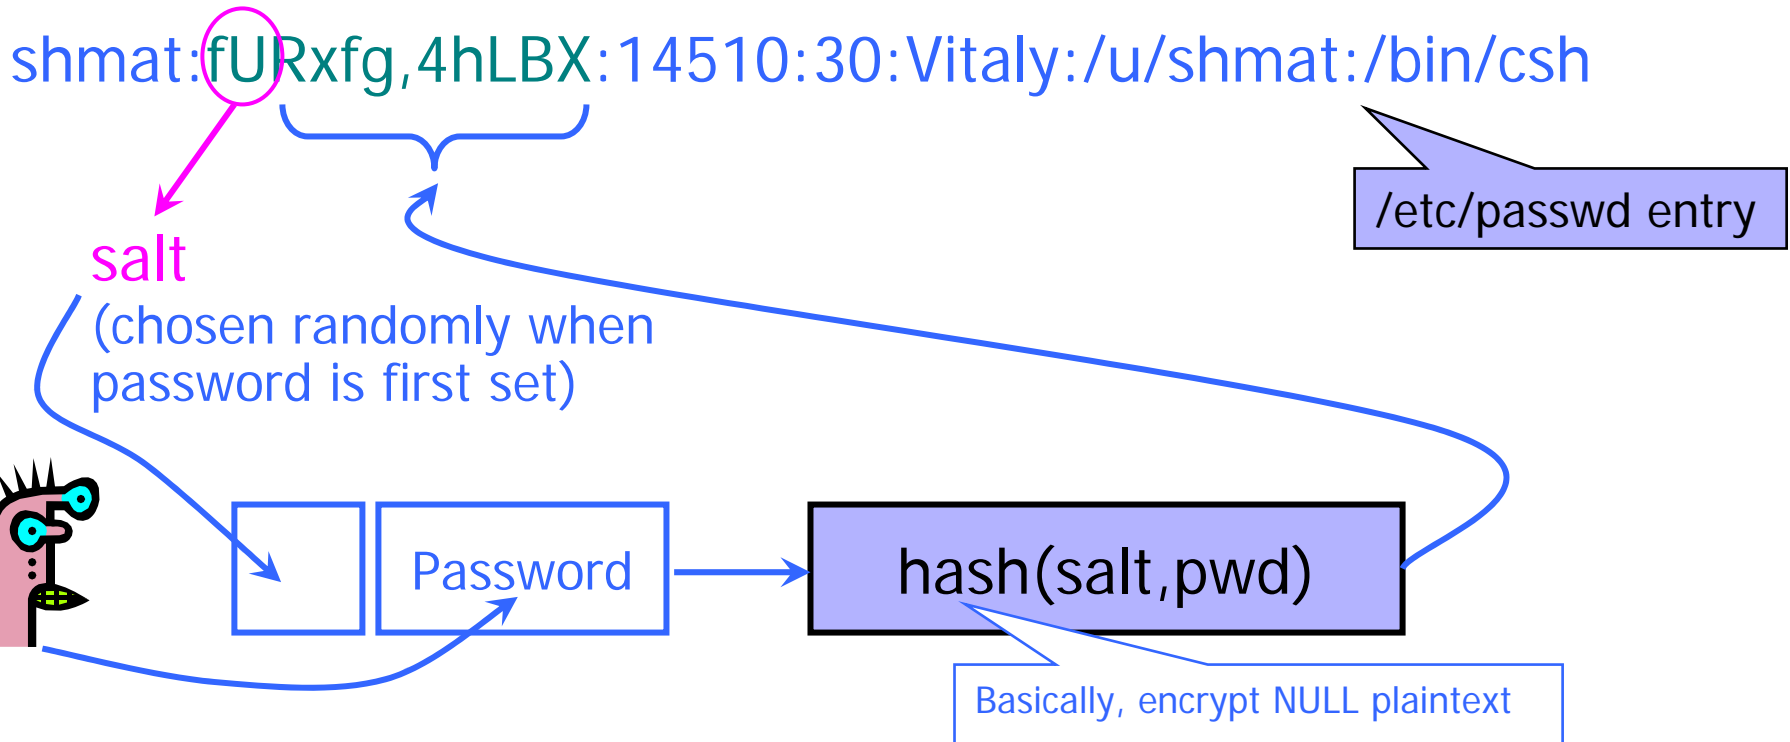 shmat:fURxfg,4hLBX:14510:30:Vitaly:/u/shmat:/bin/csh
/etc/passwd entry
salt
(chosen randomly when
password is first set)
Password
hash(salt,pwd)
Basically, encrypt NULL plaintext